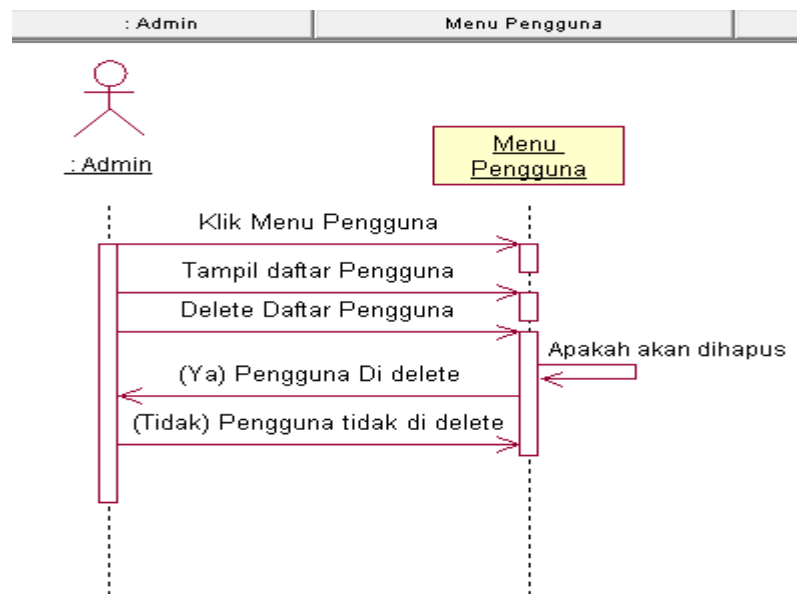 : Admin
Menu Pengguna
: Admin
Menu
Pengguna
Klik Menu Pengguna
Tampil daftar Pengguna
Delete Daftar Pengguna
Apakah akan dihapus
(Ya) Pengguna Di delete
(Tidak) Pengguna tidak di delete